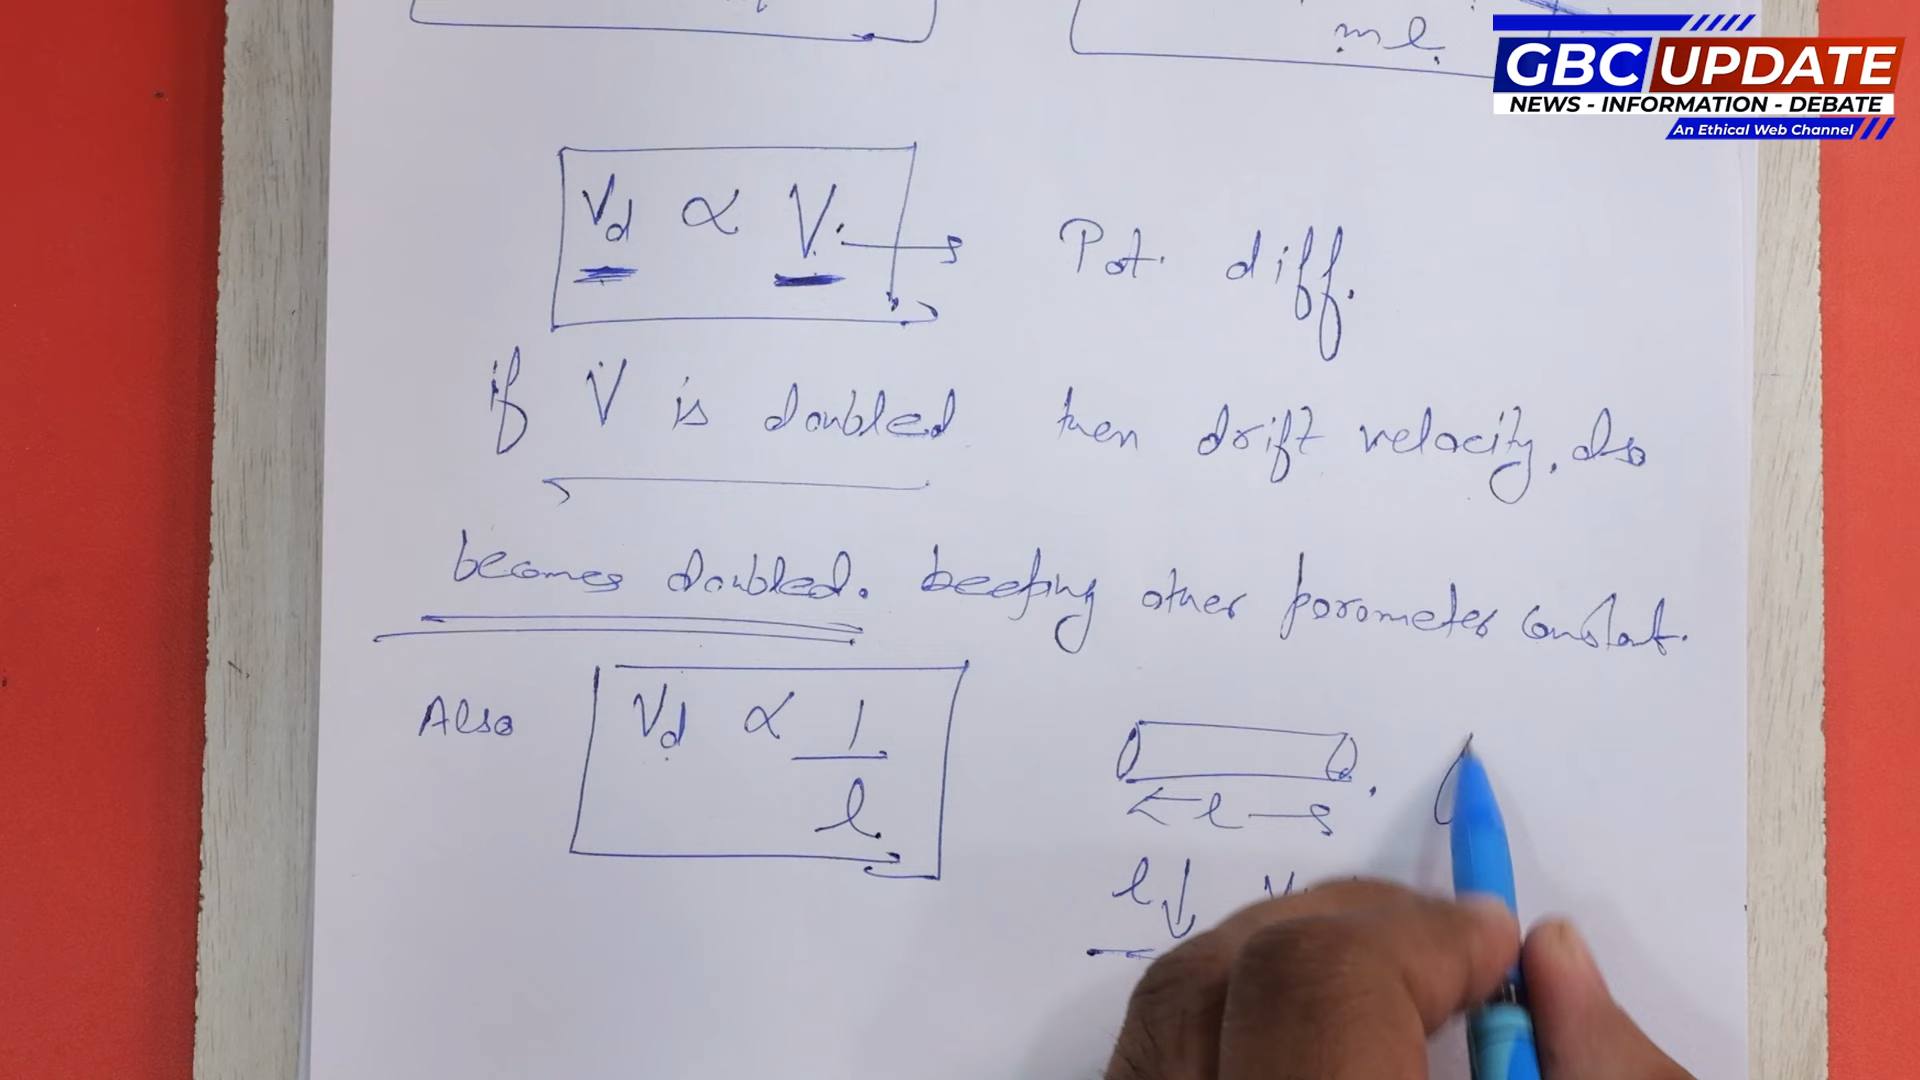 ml
GBC UPDATE
NEWS - INFORMATION - DEBATE
An Ethical Web Channel
Vd ∝ V → Pot. diff.
if V is doubled then drift velocity, also
becomes doubled. keeping other parameter constant.
Also Vd ∝ 1/l
← l →
l ↓